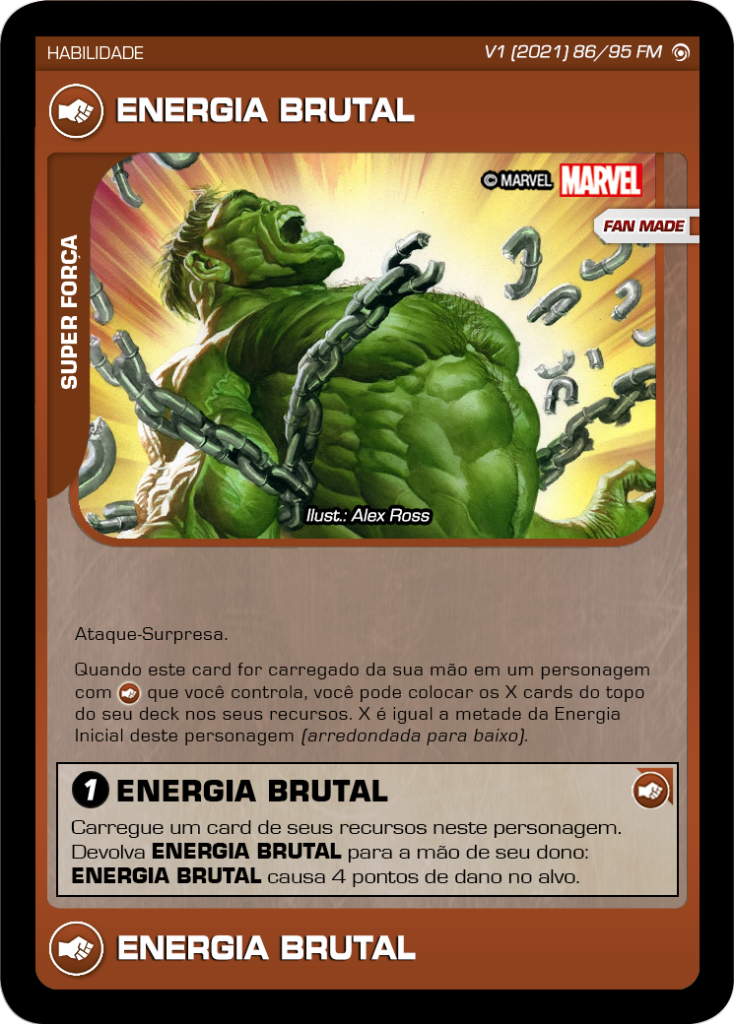 HABILIDADE
V1 (2021) 86/95 FM
ENERGIA BRUTAL
© MARVEL MARVEL
FAN MADE
SUPER FORÇA
Ilust.: Alex Ross
Ataque-Surpresa.
Quando este card for carregado da sua mão em um personagem
com que você controla, você pode colocar os X cards do topo
do seu deck nos seus recursos. X é igual a metade da Energia
Inicial deste personagem (arredondada para baixo).
1 ENERGIA BRUTAL
Carregue um card de seus recursos neste personagem.
Devolva ENERGIA BRUTAL para a mão de seu dono:
ENERGIA BRUTAL causa 4 pontos de dano no alvo.
ENERGIA BRUTAL